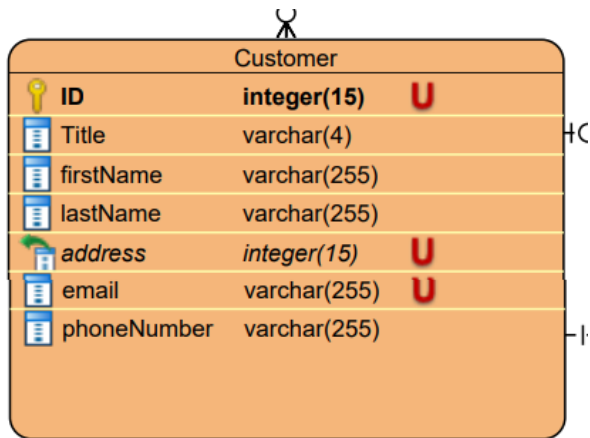 Customer
ID integer(15) U
Title varchar(4)
firstName varchar(255)
lastName varchar(255)
address integer(15) U
email varchar(255) U
phoneNumber varchar(255)